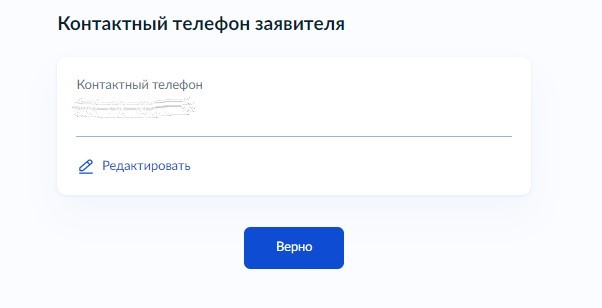 Контактный телефон заявителя
Контактный телефон
Редактировать
Верно